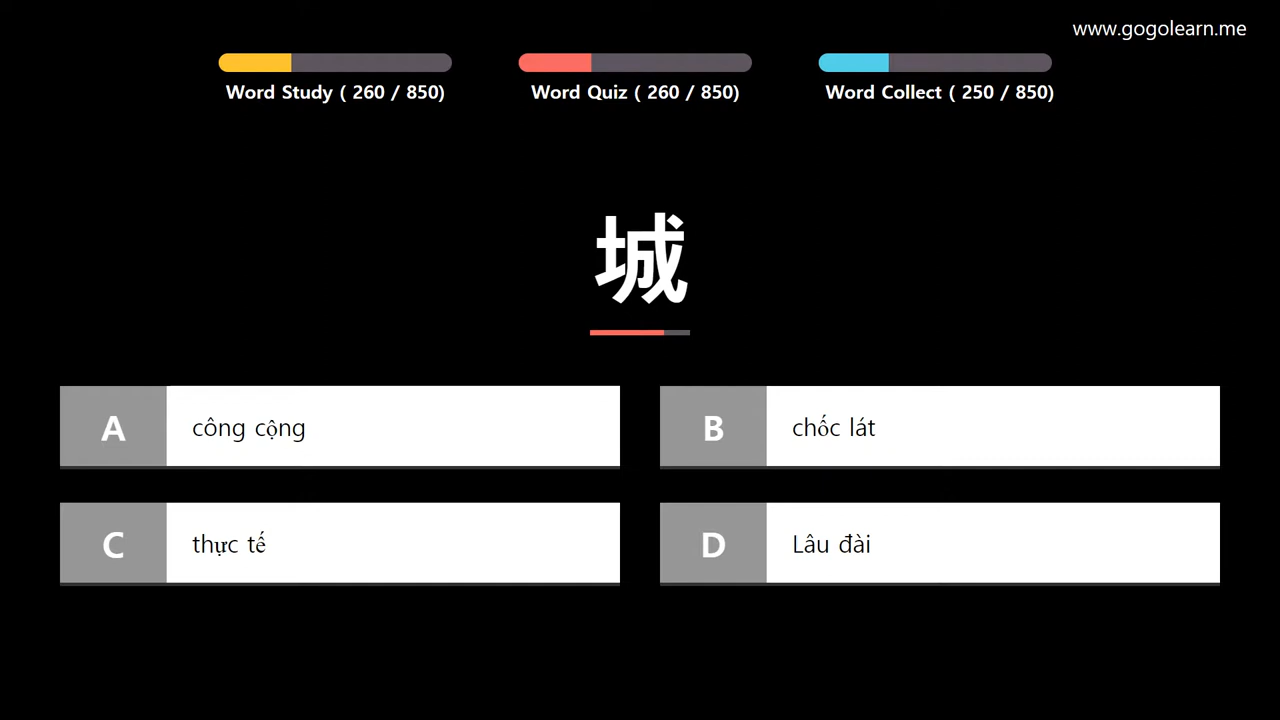 www.gogolearn.me
Word Study ( 260 / 850)
Word Quiz ( 260 / 850)
Word Collect ( 250 / 850)
城
A công cộng
B chốc lát
C thực tế
D Lâu đài